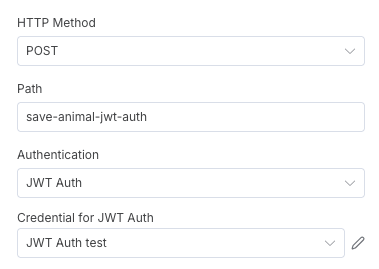 HTTP Method
POST
Path
save-animal-jwt-auth
Authentication
JWT Auth
Credential for JWT Auth
JWT Auth test